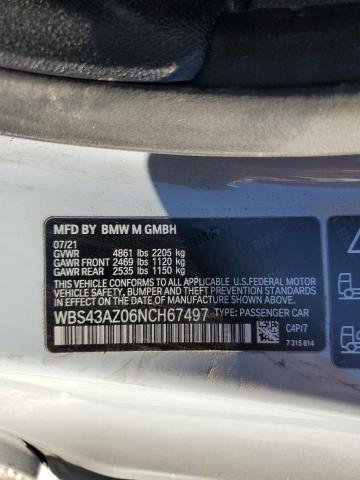 MFD BY BMW M GMBH
07/21
GVWR 4861 lbs 2205 kg
GAWR FRONT 2469 lbs 1120 kg
GAWR REAR 2535 lbs 1150 kg
THIS VEHICLE CONFORMS TO ALL APPLICABLE U.S. FEDERAL MOTOR
VEHICLE SAFETY, BUMPER, AND THEFT PREVENTION STANDARDS IN
EFFECT ON THE DATE OF MANUFACTURE SHOWN ABOVE.
WBS43AZ06NCH67497 TYPE: PASSENGER CAR
C4P/7
7 315 814